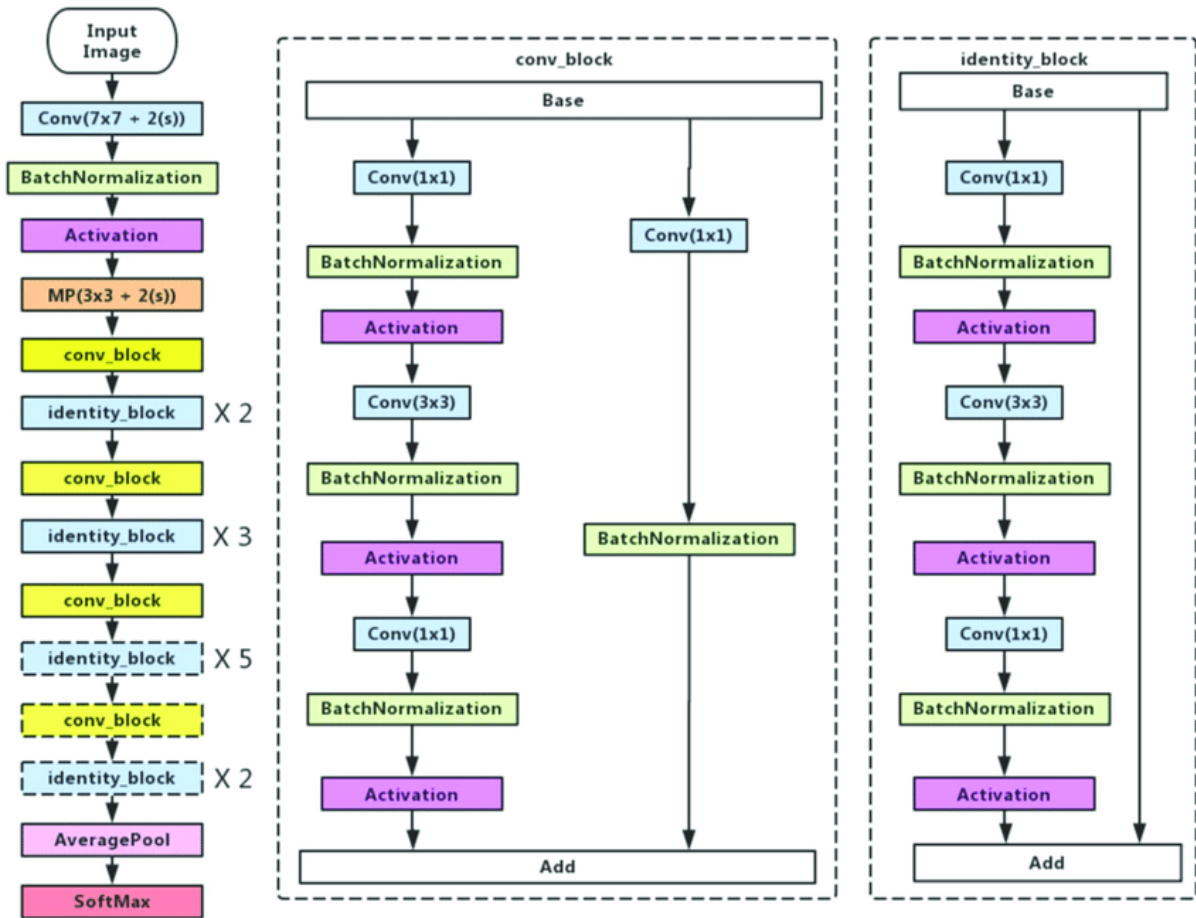 Input
Image
Conv(7x7 + 2(s))
BatchNormalization
Activation
MP(3x3 + 2(s))
conv_block
identity_block X 2
conv_block
identity_block X 3
conv_block
identity_block X 5
conv_block
identity_block X 2
AveragePool
SoftMax
conv_block
Base
Conv(1x1)
BatchNormalization
Activation
Conv(3x3)
BatchNormalization
Activation
Conv(1x1)
BatchNormalization
Activation
Conv(1x1)
BatchNormalization
Add
identity_block
Base
Conv(1x1)
BatchNormalization
Activation
Conv(3x3)
BatchNormalization
Activation
Conv(1x1)
BatchNormalization
Activation
Add